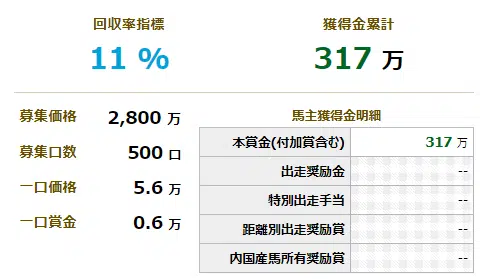 回収率指標
11 %
獲得金累計
317 万
募集価格 2,800 万
募集口数 500 口
一口価格 5.6 万
一口賞金 0.6 万
馬主獲得金明細
本賞金(付加賞含む) 317 万
出走奨励金 --
特別出走手当 --
距離別出走奨励賞 --
内国産馬所有奨励賞 --